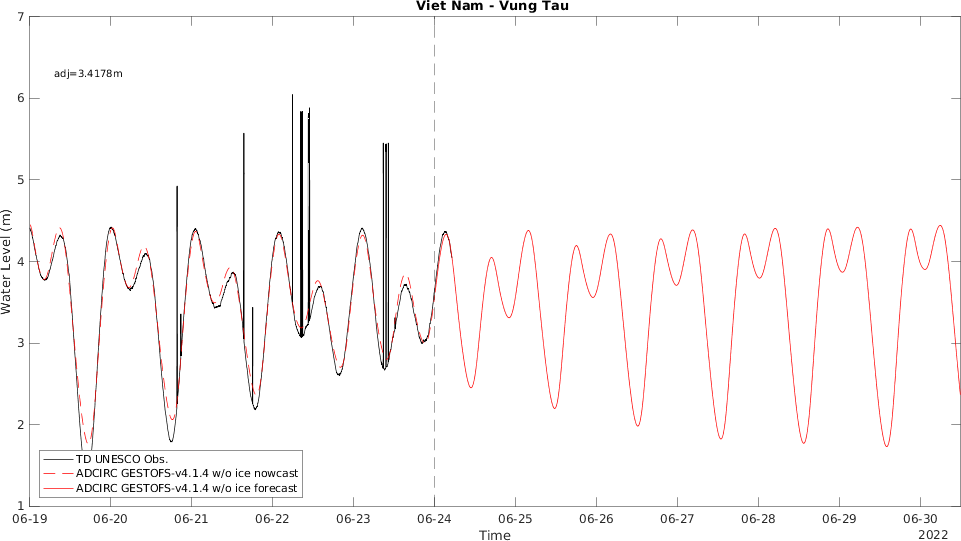 Viet Nam - Vung Tau
7
adj=3.4178m
6
5
4
3
2
1
Water Level (m)
TD UNESCO Obs.
ADCIRC GESTOFS-v4.1.4 w/o ice nowcast
ADCIRC GESTOFS-v4.1.4 w/o ice forecast
06-19 06-20 06-21 06-22 06-23 06-24 06-25 06-26 06-27 06-28 06-29 06-30
Time
2022